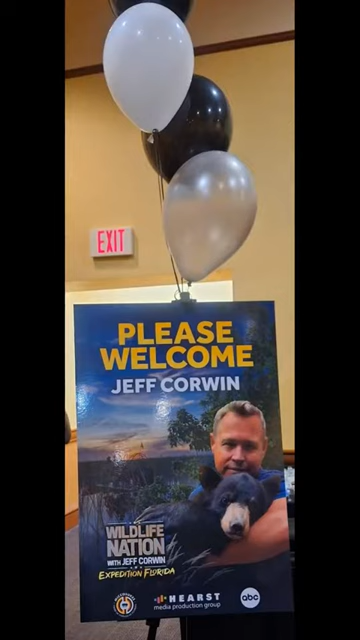 EXIT
PLEASE
WELCOME
JEFF CORWIN
WILDLIFE
NATION
WITH JEFF CORWIN
EXPEDITION FLORIDA
HEARST
media production group
abc